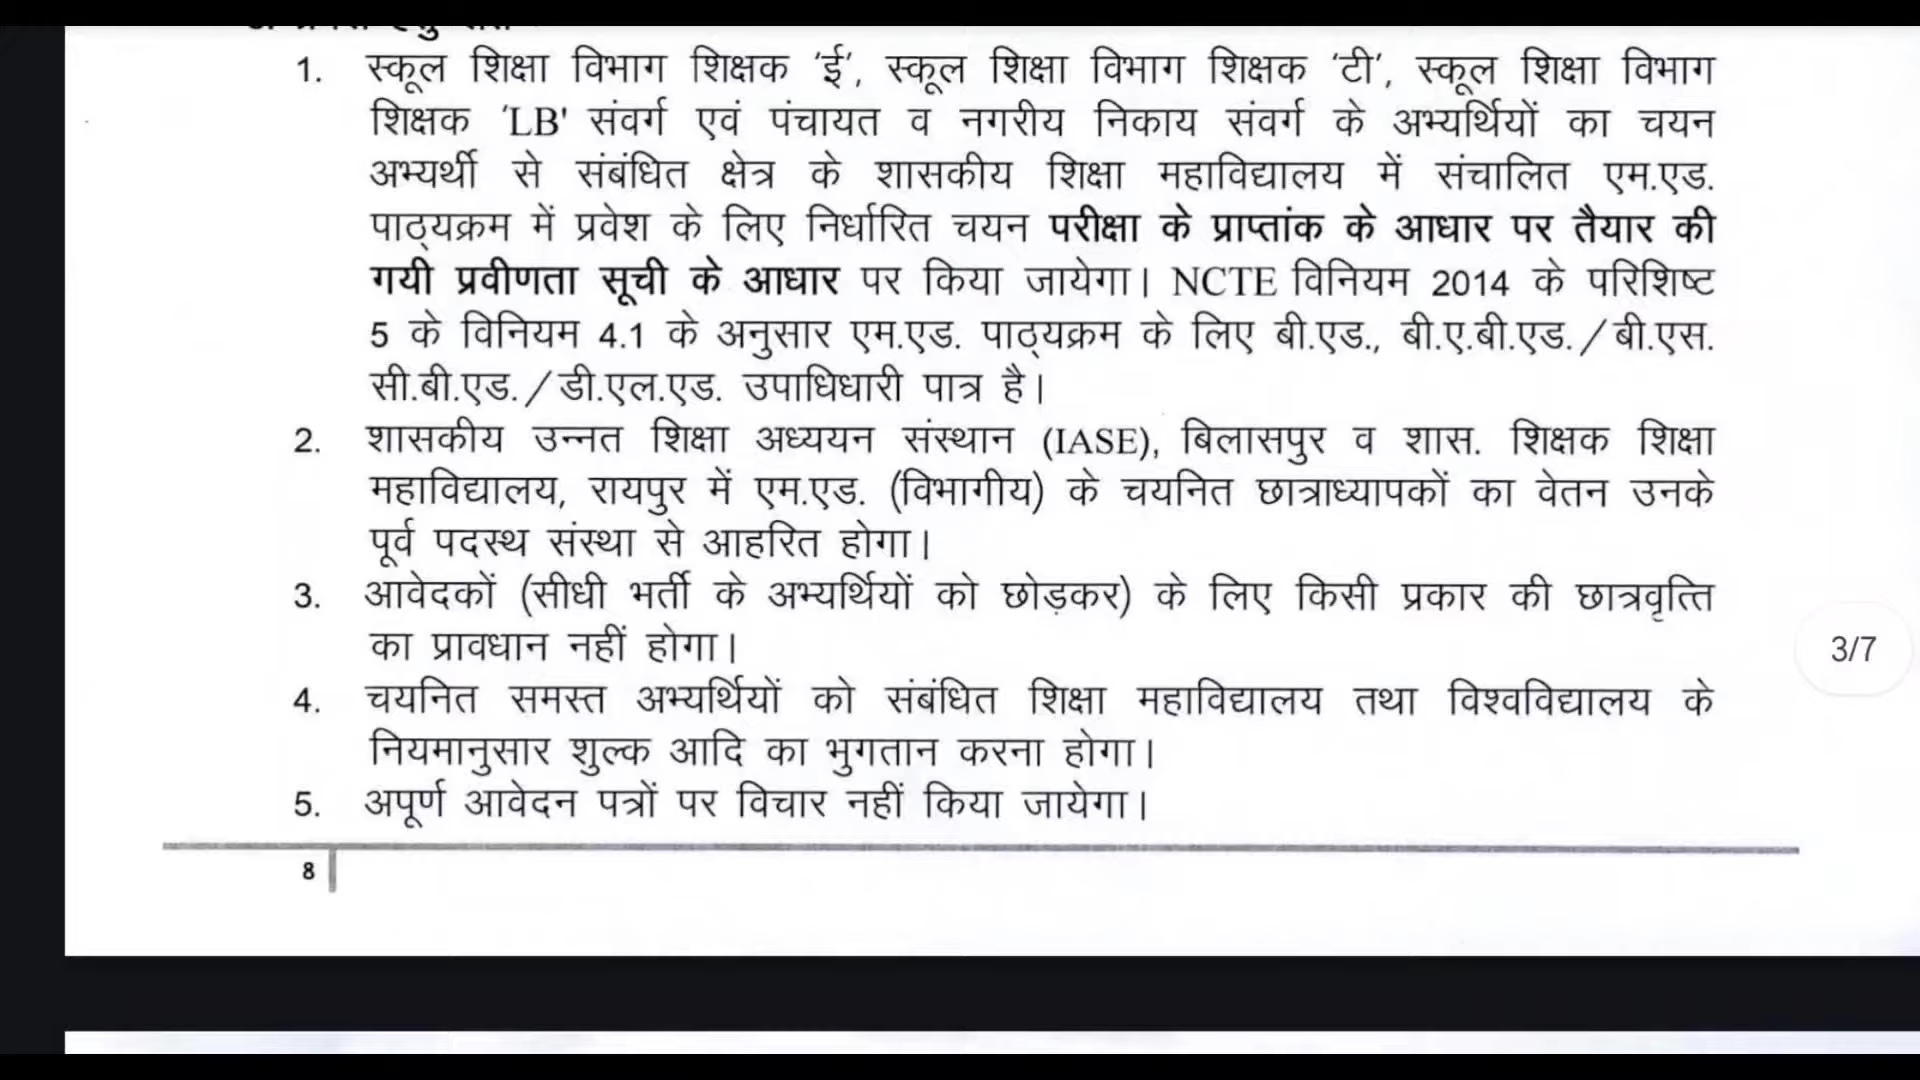 1. स्कूल शिक्षा विभाग शिक्षक 'ई', स्कूल शिक्षा विभाग शिक्षक 'टी', स्कूल शिक्षा विभाग
शिक्षक 'LB' संवर्ग एवं पंचायत व नगरीय निकाय संवर्ग के अभ्यर्थियों का चयन
अभ्यर्थी से संबंधित क्षेत्र के शासकीय शिक्षा महाविद्यालय में संचालित एम.एड.
पाठ्यक्रम में प्रवेश के लिए निर्धारित चयन परीक्षा के प्राप्तांक के आधार पर तैयार की
गयी प्रवीणता सूची के आधार पर किया जायेगा। NCTE विनियम 2014 के परिशिष्ट
5 के विनियम 4.1 के अनुसार एम.एड. पाठ्यक्रम के लिए बी.एड., बी.ए.बी.एड./बी.एस.
सी.बी.एड./डी.एल.एड. उपाधिधारी पात्र है।
2. शासकीय उन्नत शिक्षा अध्ययन संस्थान (IASE), बिलासपुर व शास. शिक्षक शिक्षा
महाविद्यालय, रायपुर में एम.एड. (विभागीय) के चयनित छात्राध्यापकों का वेतन उनके
पूर्व पदस्थ संस्था से आहरित होगा।
3. आवेदकों (सीधी भर्ती के अभ्यर्थियों को छोड़कर) के लिए किसी प्रकार की छात्रवृत्ति
का प्रावधान नहीं होगा।
4. चयनित समस्त अभ्यर्थियों को संबंधित शिक्षा महाविद्यालय तथा विश्वविद्यालय के
नियमानुसार शुल्क आदि का भुगतान करना होगा।
5. अपूर्ण आवेदन पत्रों पर विचार नहीं किया जायेगा।
3/7
8